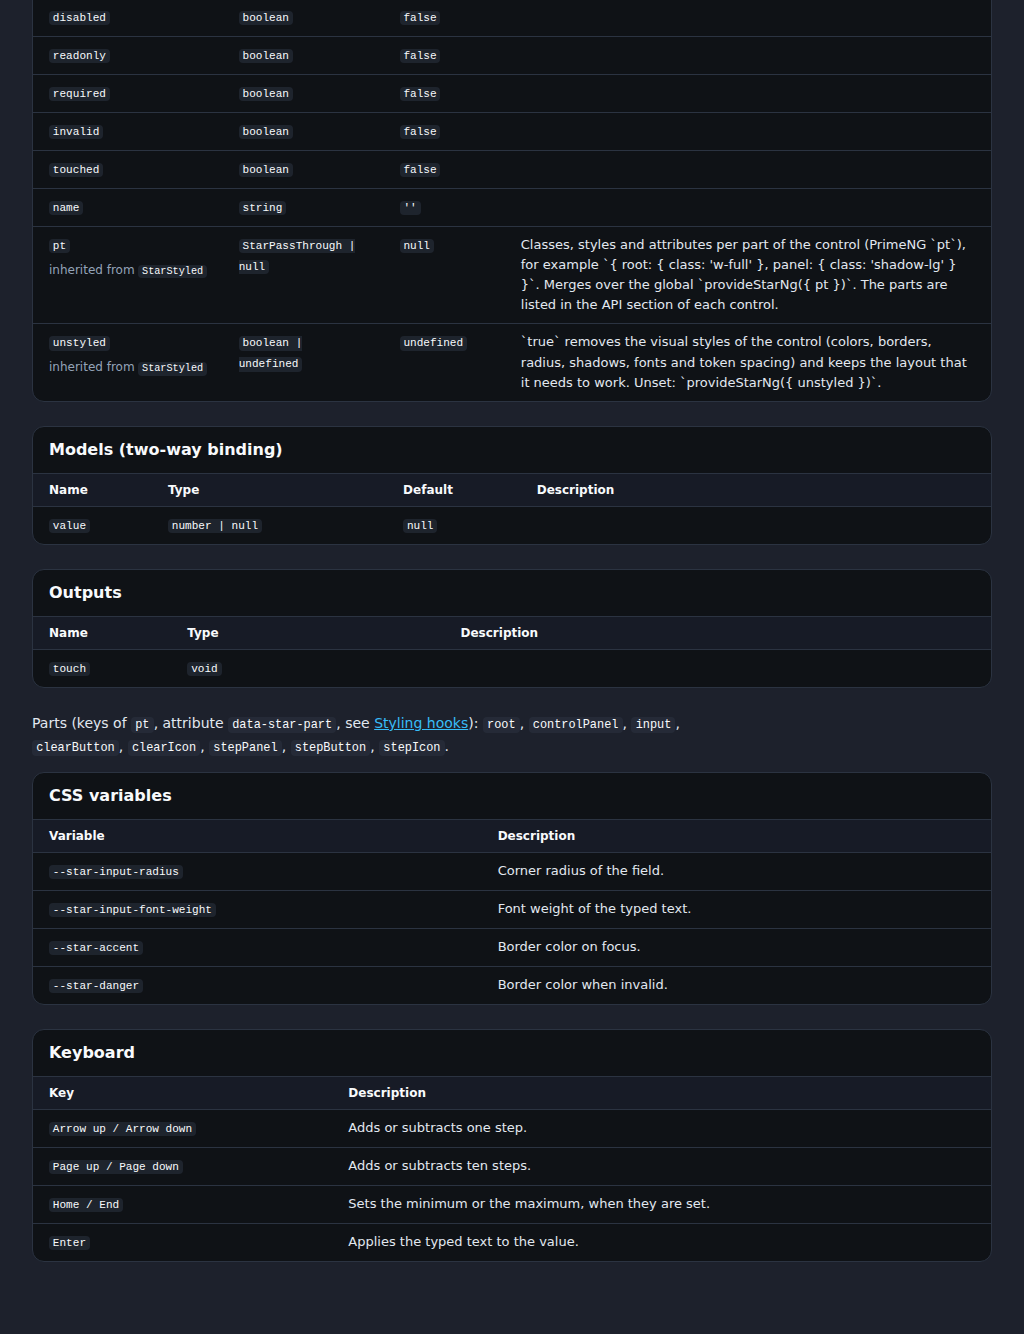 disabled boolean false
readonly boolean false
required boolean false
invalid boolean false
touched boolean false
name string ''
pt StarPassThrough | null null Classes, styles and attributes per part of the control (PrimeNG `pt`),
inherited from StarStyled for example `{ root: { class: 'w-full' }, panel: { class: 'shadow-lg' }
}`. Merges over the global `provideStarNg({ pt })`. The parts are
listed in the API section of each control.
unstyled boolean | undefined undefined `true` removes the visual styles of the control (colors, borders,
inherited from StarStyled radius, shadows, fonts and token spacing) and keeps the layout that
it needs to work. Unset: `provideStarNg({ unstyled })`.
Models (two-way binding)
Name Type Default Description
value number | null null
Outputs
Name Type Description
touch void
Parts (keys of pt, attribute data-star-part, see Styling hooks): root, controlPanel, input,
clearButton, clearIcon, stepPanel, stepButton, stepIcon.
CSS variables
Variable Description
--star-input-radius Corner radius of the field.
--star-input-font-weight Font weight of the typed text.
--star-accent Border color on focus.
--star-danger Border color when invalid.
Keyboard
Key Description
Arrow up / Arrow down Adds or subtracts one step.
Page up / Page down Adds or subtracts ten steps.
Home / End Sets the minimum or the maximum, when they are set.
Enter Applies the typed text to the value.